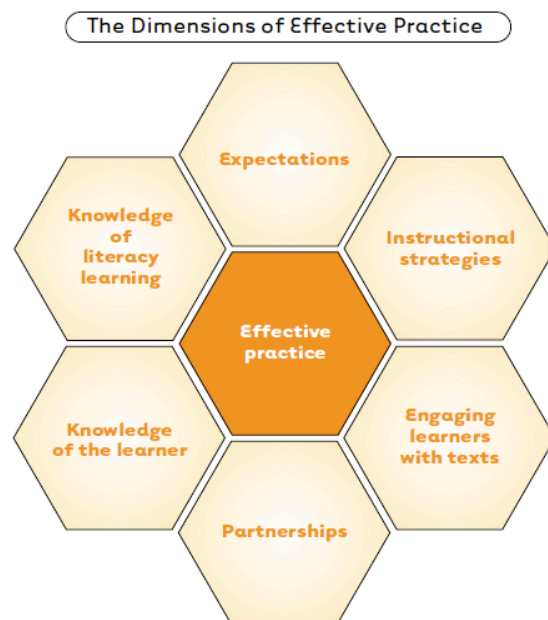 The Dimensions of Effective Practice
Expectations
Knowledge
of
literacy
learning
Instructional
strategies
Effective
practice
Knowledge
of the learner
Engaging
learners
with texts
Partnerships